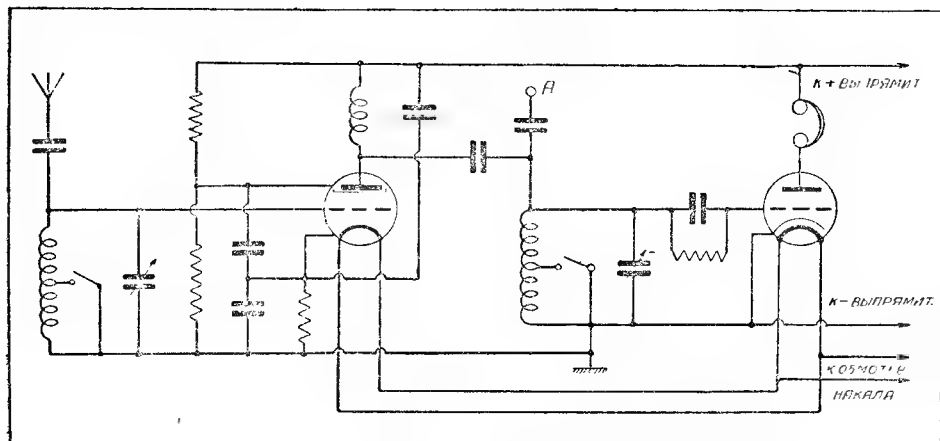 A
К + ВЫПРЯМИТ
К – ВЫПРЯМИТ.
К ОБМОТКЕ
НАКАЛА